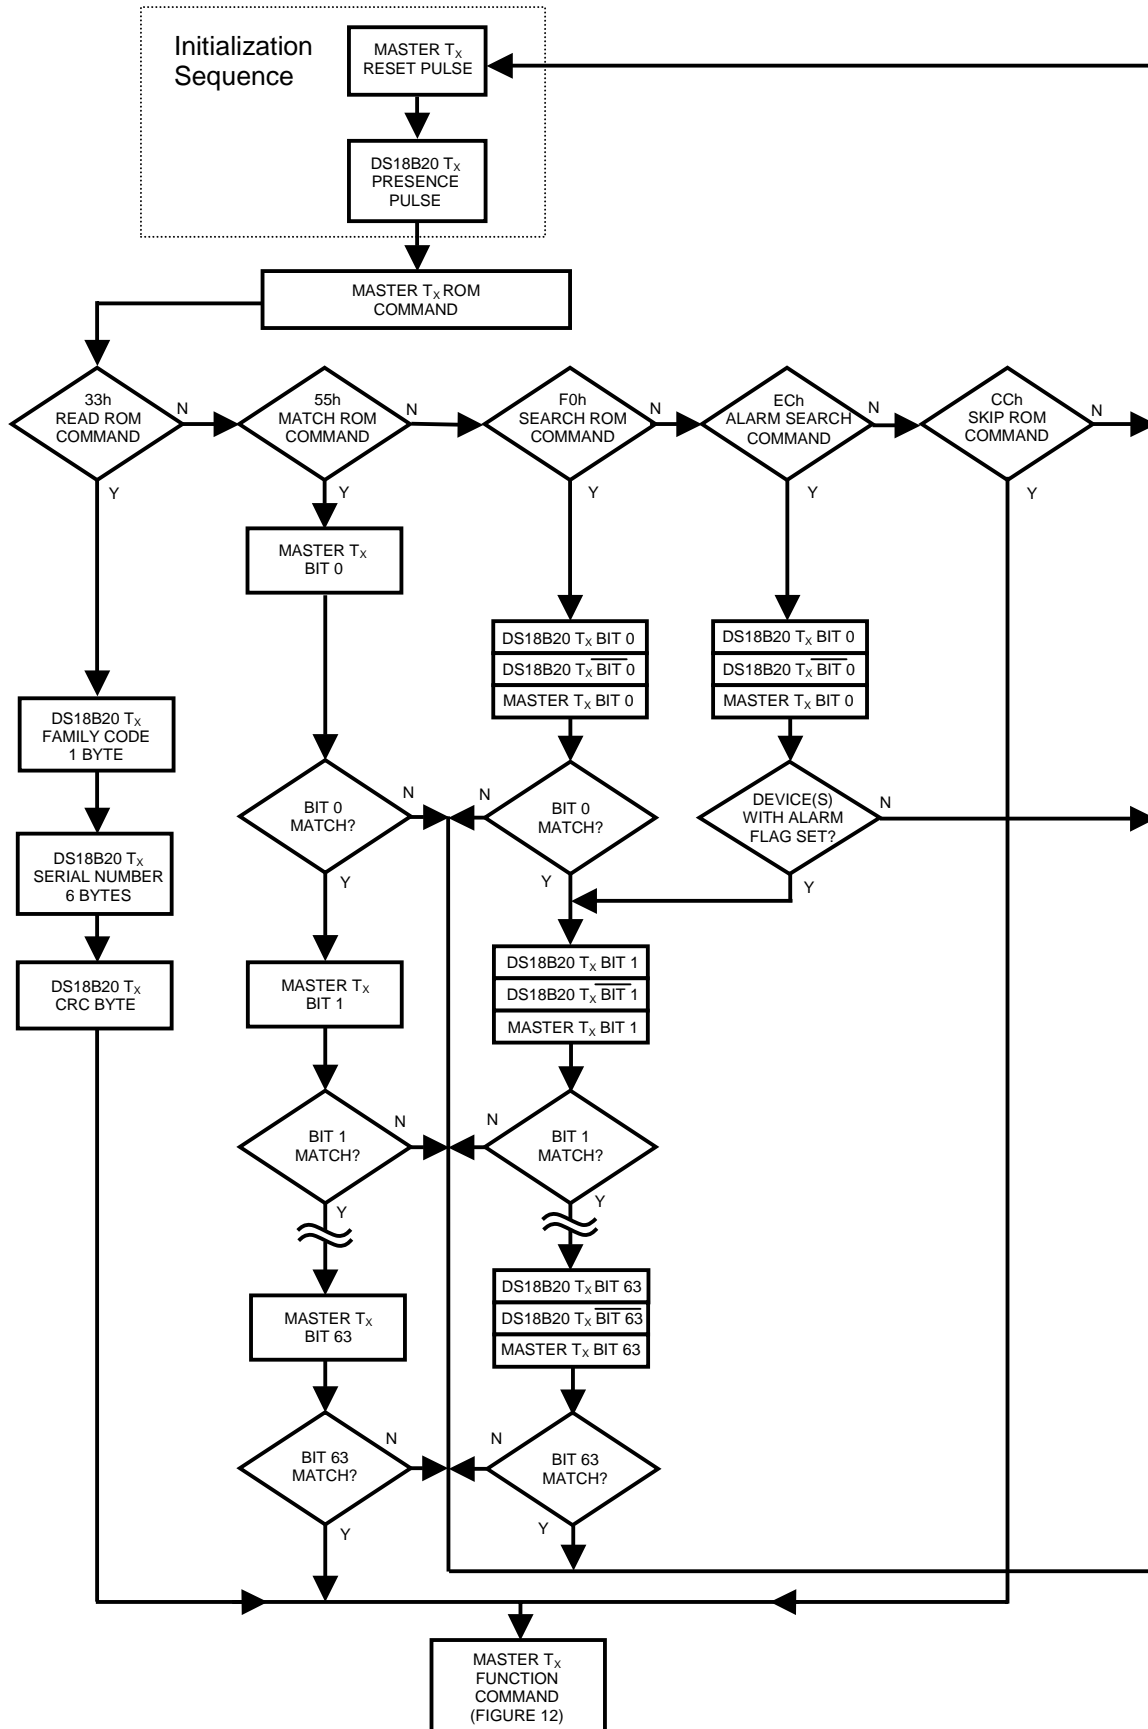 Initialization
Sequence
MASTER TX
RESET PULSE
DS18B20 TX
PRESENCE
PULSE
MASTER TX ROM
COMMAND
33h
READ ROM
COMMAND
N
Y
55h
MATCH ROM
COMMAND
N
Y
F0h
SEARCH ROM
COMMAND
N
Y
ECh
ALARM SEARCH
COMMAND
N
Y
CCh
SKIP ROM
COMMAND
N
Y
MASTER TX
BIT 0
DS18B20 TX BIT 0
DS18B20 TX BIT 0
MASTER TX BIT 0
DS18B20 TX BIT 0
DS18B20 TX BIT 0
MASTER TX BIT 0
DS18B20 TX
FAMILY CODE
1 BYTE
BIT 0
MATCH?
N
Y
BIT 0
MATCH?
N
Y
DEVICE(S)
WITH ALARM
FLAG SET?
N
Y
DS18B20 TX
SERIAL NUMBER
6 BYTES
DS18B20 TX
CRC BYTE
MASTER TX
BIT 1
DS18B20 TX BIT 1
DS18B20 TX BIT 1
MASTER TX BIT 1
BIT 1
MATCH?
N
Y
BIT 1
MATCH?
N
Y
MASTER TX
BIT 63
DS18B20 TX BIT 63
DS18B20 TX BIT 63
MASTER TX BIT 63
BIT 63
MATCH?
N
Y
BIT 63
MATCH?
N
Y
MASTER TX
FUNCTION
COMMAND
(FIGURE 12)